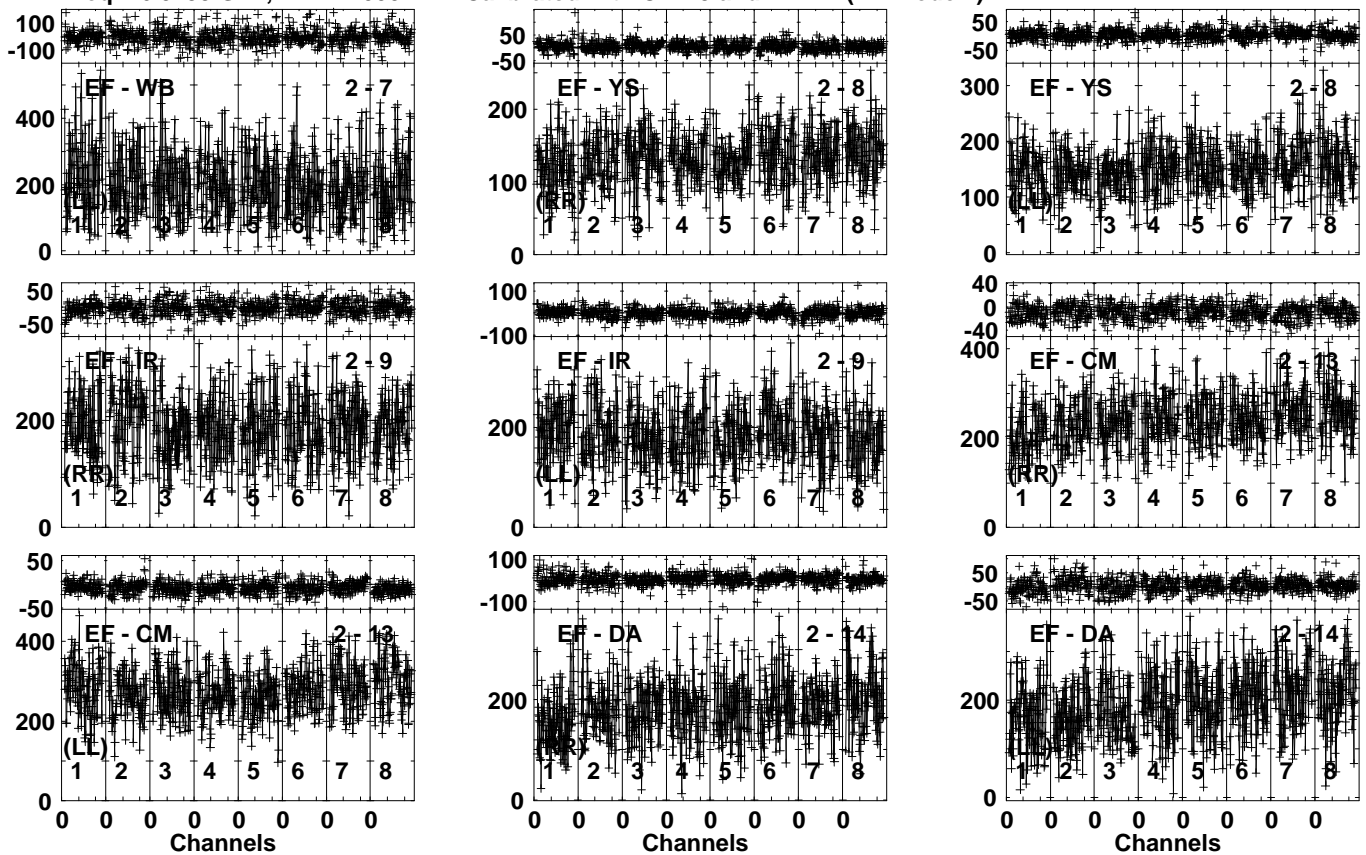 100
-100
EF - WB 2 - 7
400
200
(LL)
1 2 3 4 5 6 7 8
0
50
-50
EF - YS 2 - 8
200
100
(RR)
1 2 3 4 5 6 7 8
0
50
-50
EF - YS 2 - 8
300
200
100
(LL)
1 2 3 4 5 6 7 8
0
50
-50
EF - IR 2 - 9
200
(RR)
1 2 3 4 5 6 7 8
0
100
-100
EF - IR 2 - 9
200
(LL)
1 2 3 4 5 6 7 8
0
40
0
-40
EF - CM 2 - 13
400
200
(RR)
1 2 3 4 5 6 7 8
0
50
-50
EF - CM 2 - 13
400
200
(LL)
1 2 3 4 5 6 7 8
0
0 0 0 0 0 0 0 0
Channels
100
-100
EF - DA 2 - 14
200
(RR)
1 2 3 4 5 6 7 8
0
0 0 0 0 0 0 0 0
Channels
50
-50
EF - DA 2 - 14
200
(LL)
1 2 3 4 5 6 7 8
0
0 0 0 0 0 0 0 0
Channels